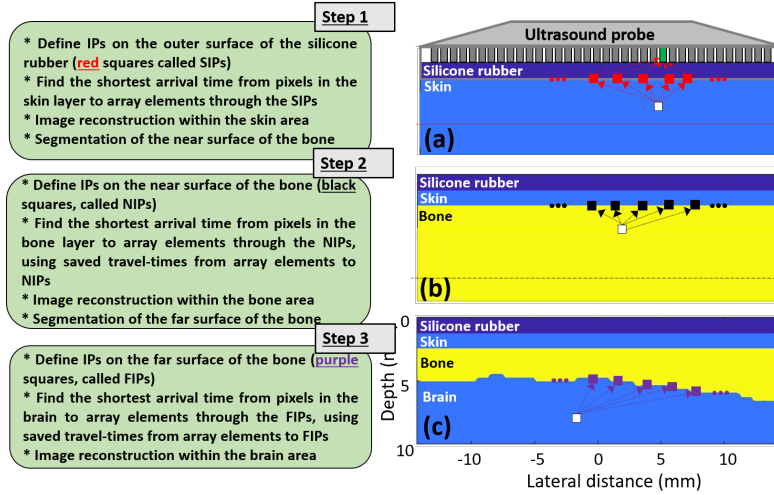 Step 1
* Define IPs on the outer surface of the silicone
rubber (red squares called SIPs)
* Find the shortest arrival time from pixels in the
skin layer to array elements through the SIPs
* Image reconstruction within the skin area
* Segmentation of the near surface of the bone
Step 2
* Define IPs on the near surface of the bone (black
squares, called NIPs)
* Find the shortest arrival time from pixels in the
bone layer to array elements through the NIPs,
using saved travel-times from array elements to
NIPs
* Image reconstruction within the bone area
* Segmentation of the far surface of the bone
Step 3
* Define IPs on the far surface of the bone (purple
squares, called FIPs)
* Find the shortest arrival time from pixels in the
brain to array elements through the FIPs, using
saved travel-times from array elements to FIPs
* Image reconstruction within the brain area
Ultrasound probe
Silicone rubber
Skin
(a)
Silicone rubber
Skin
Bone
(b)
0
Silicone rubber
Skin
Bone
5
Brain
(c)
10
Depth
-10 -5 0 5 10
Lateral distance (mm)